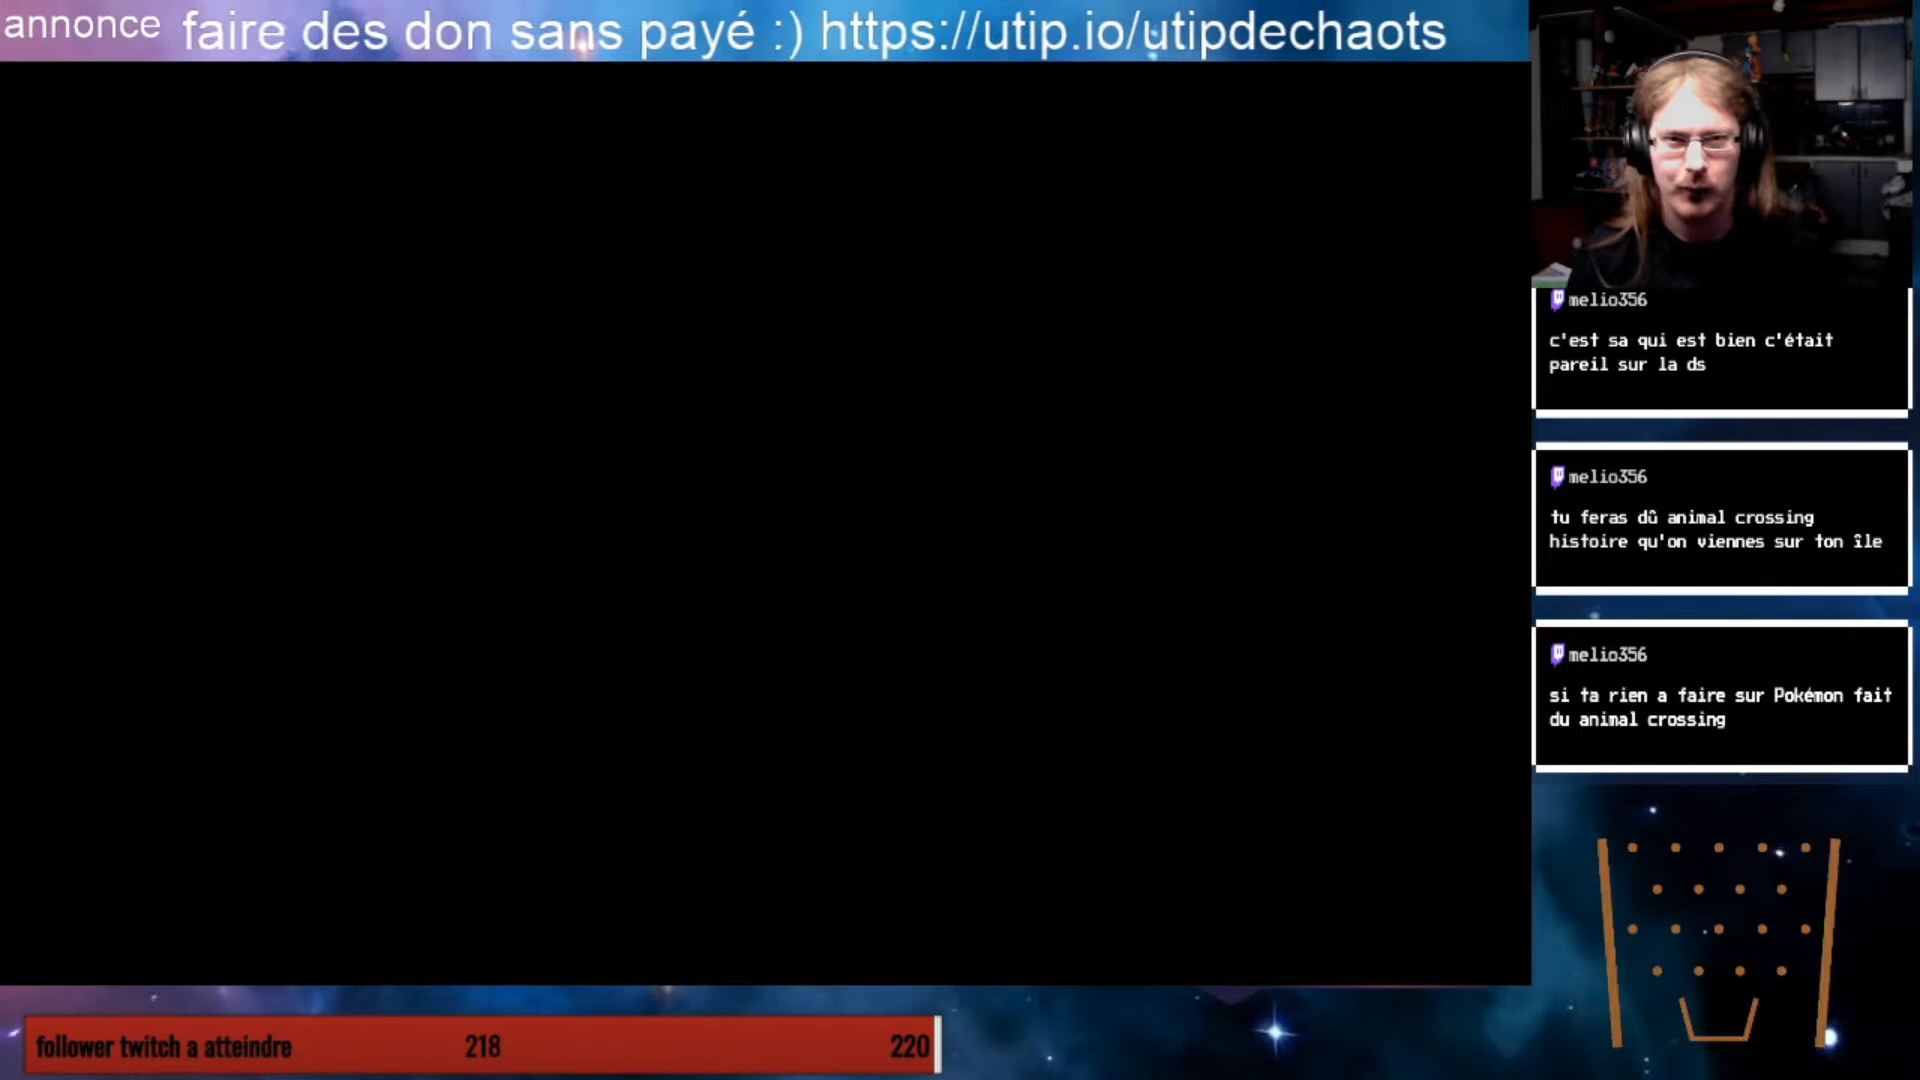 annonce
faire des don sans payé :) https://utip.io/utipdechaots
melio356
c'est sa qui est bien c'était
pareil sur la ds
melio356
tu feras dû animal crossing
histoire qu'on viennes sur ton île
melio356
si ta rien a faire sur Pokémon fait
du animal crossing
follower twitch a atteindre 218 220